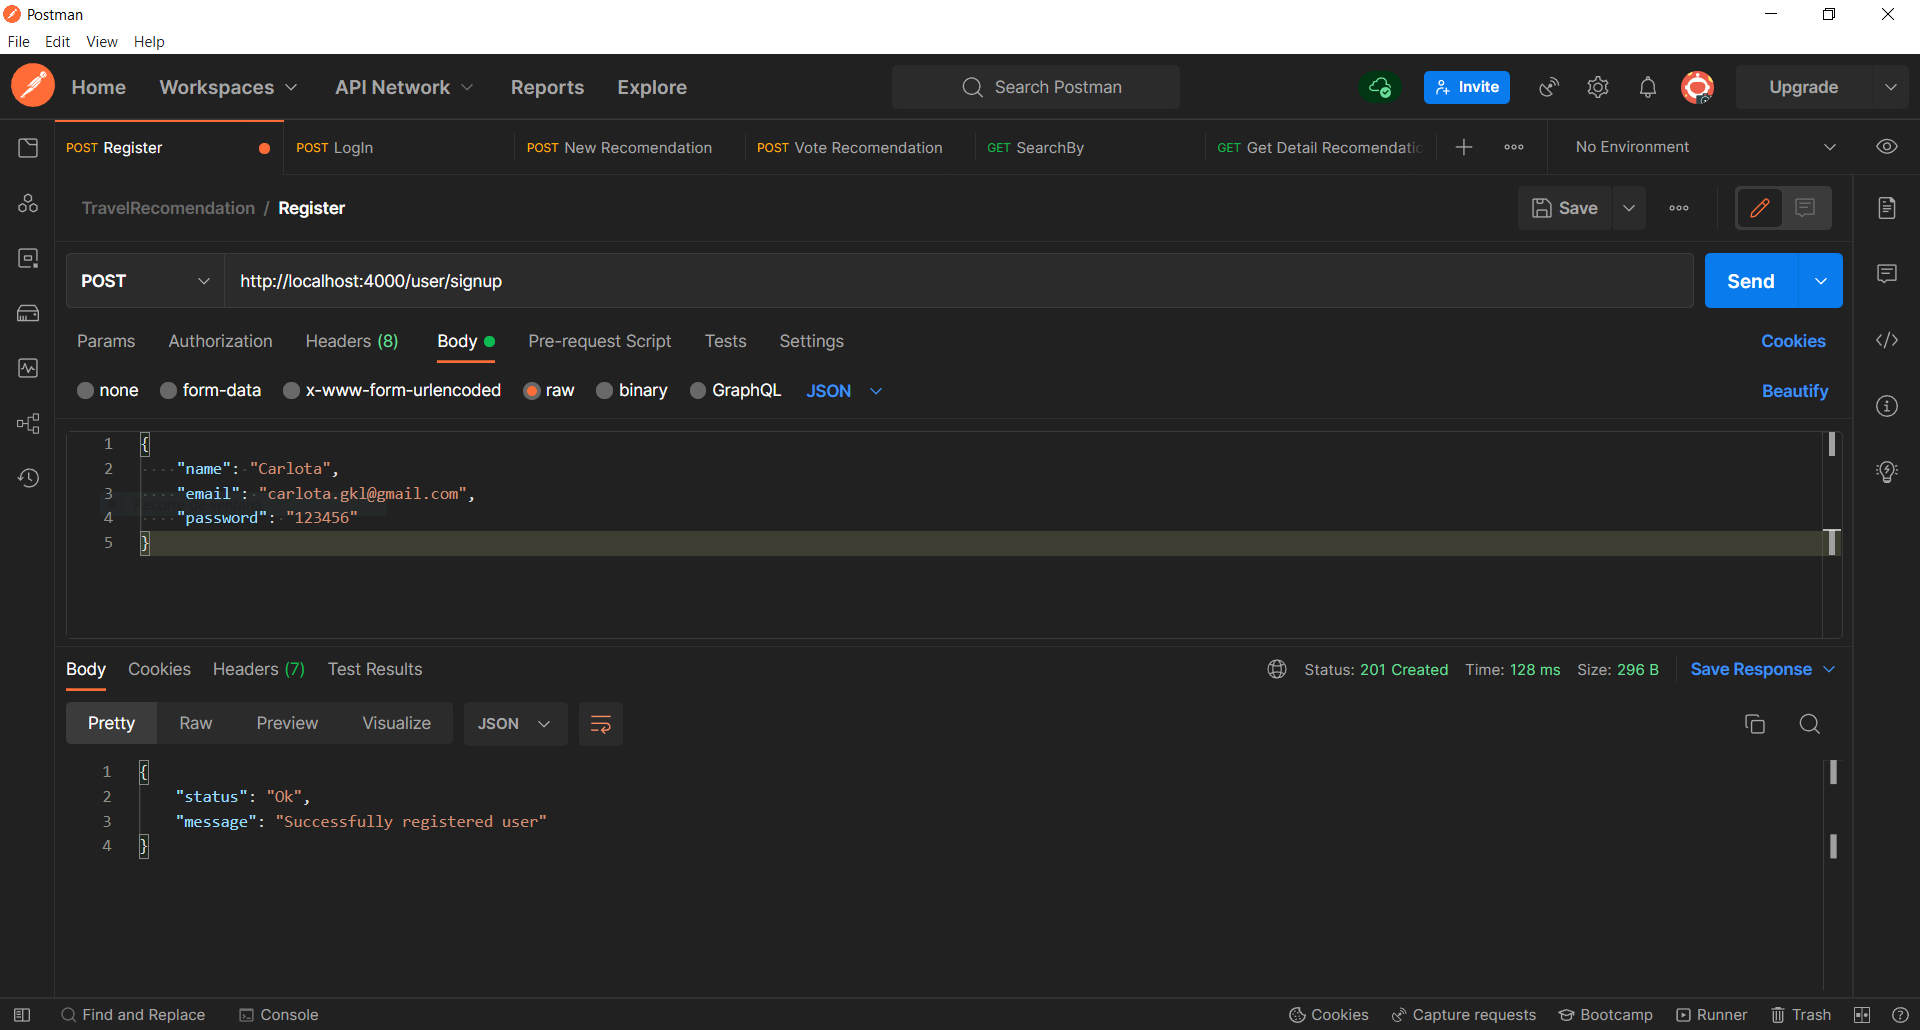 Postman
File Edit View Help
Home Workspaces API Network Reports Explore Search Postman Invite Upgrade
POST Register POST LogIn POST New Recomendation POST Vote Recomendation GET SearchBy GET Get Detail Recomendatio No Environment
TravelRecomendation / Register Save
POST http://localhost:4000/user/signup Send
Params Authorization Headers (8) Body Pre-request Script Tests Settings Cookies
none form-data x-www-form-urlencoded raw binary GraphQL JSON Beautify
1 {
2 "name": "Carlota",
3 "email": "carlota.gkl@gmail.com",
4 "password": "123456"
5 }
Body Cookies Headers (7) Test Results Status: 201 Created Time: 128 ms Size: 296 B Save Response
Pretty Raw Preview Visualize JSON
1 {
2 "status": "Ok",
3 "message": "Successfully registered user"
4 }
Find and Replace Console Cookies Capture requests Bootcamp Runner Trash